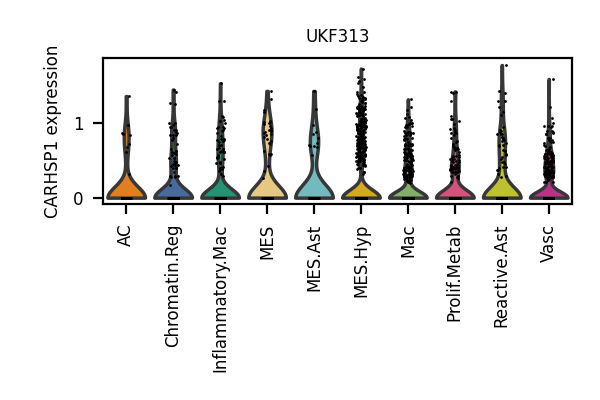 UKF313
CARHSP1 expression
1
0
AC
Chromatin.Reg
Inflammatory.Mac
MES
MES.Ast
MES.Hyp
Mac
Prolif.Metab
Reactive.Ast
Vasc